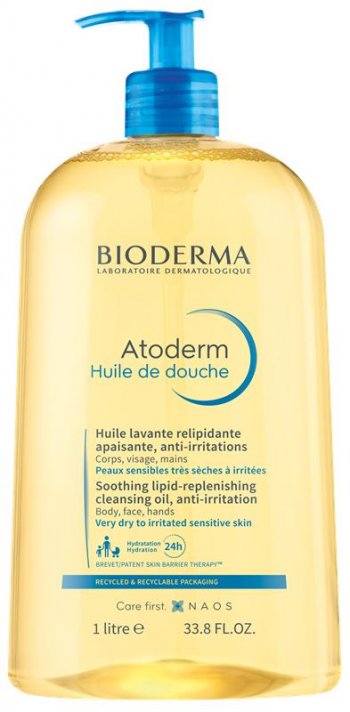 BIODERMA
LABORATOIRE DERMATOLOGIQUE
Atoderm
Huile de douche
Huile lavante relipidante
apaisante, anti-irritations
Corps, visage, mains
Peaux sensibles très sèches à irritées
Soothing lipid-replenishing
cleansing oil, anti-irritation
Body, face, hands
Very dry to irritated sensitive skin
Hydratation
Hydration
24h
BREVET/PATENT SKIN BARRIER THERAPY™
RECYCLED & RECYCLABLE PACKAGING
Care first. NAOS
1 litre e 33.8 FL.OZ.